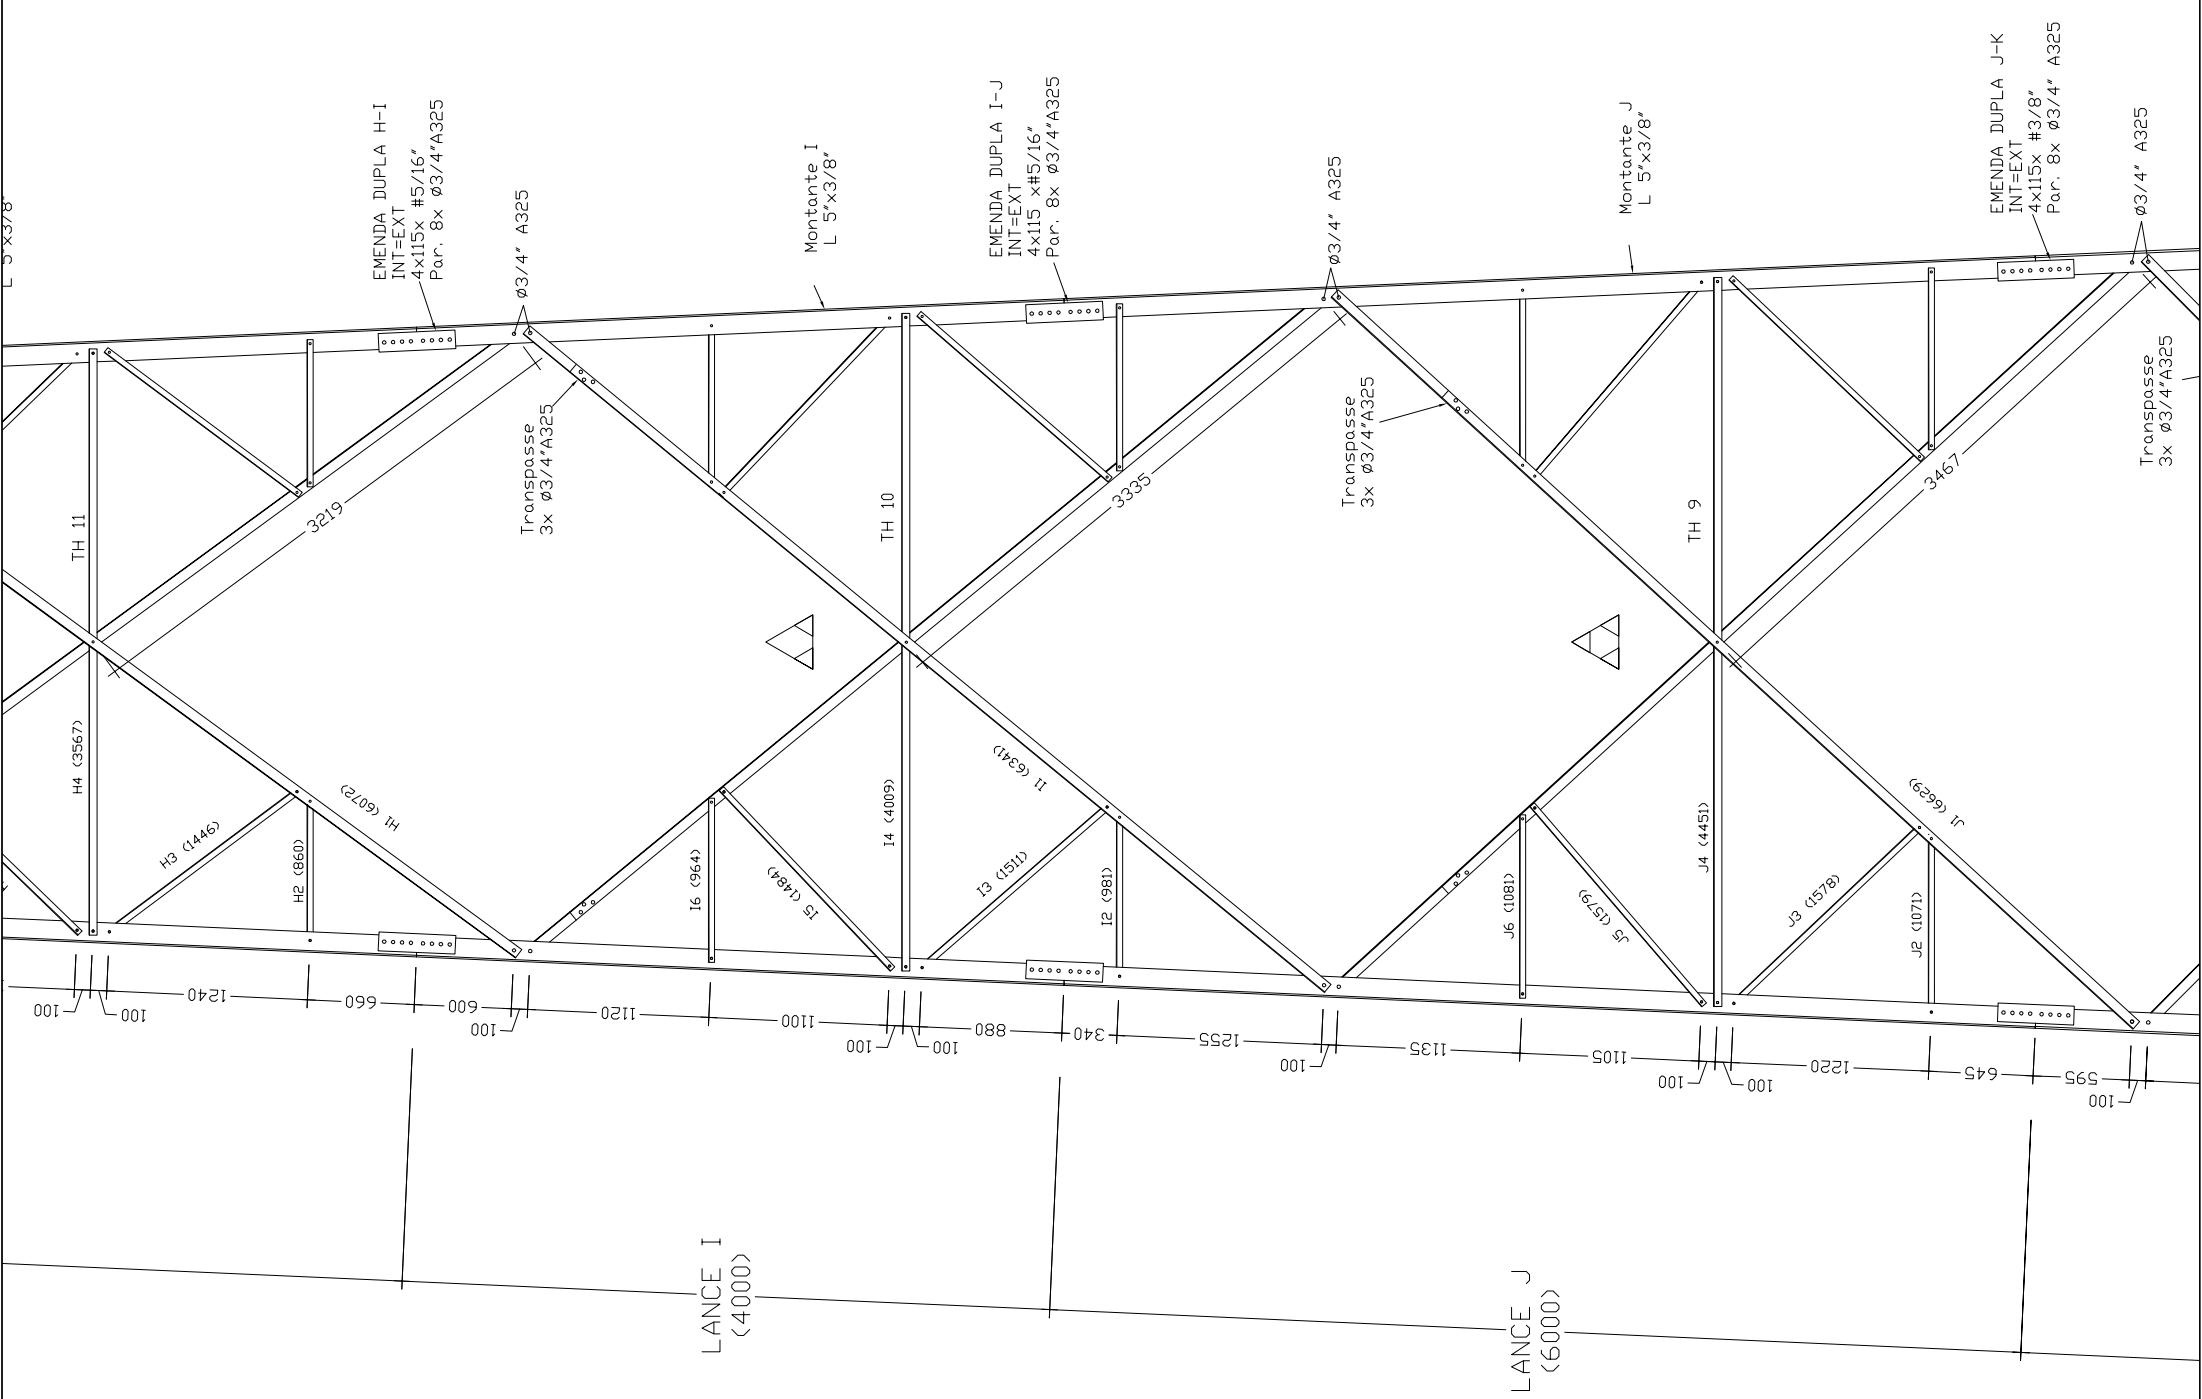 L 5"x3/8"
EMENDA DUPLA H-I
INT=EXT
4x115x #5/16"
Par. 8x Ø3/4"A325
Ø3/4" A325
Montante I
L 5"x3/8"
EMENDA DUPLA I-J
INT=EXT
4x115 x#5/16"
Par. 8x Ø3/4"A325
Ø3/4" A325
Montante J
L 5"x3/8"
EMENDA DUPLA J-K
INT=EXT
4x115x #3/8"
Par. 8x Ø3/4" A325
Ø3/4" A325
TH 11
3219
Transpasse
3x Ø3/4"A325
TH 10
3335
Transpasse
3x Ø3/4"A325
TH 9
3467
Transpasse
3x Ø3/4"A325
H4 (3567)
H3 (1446)
H2 (860)
H1 (6072)
I6 (964)
I5 (1484)
I4 (4009)
I3 (1511)
I2 (981)
I1 (6341)
J6 (1081)
J5 (1579)
J4 (4451)
J3 (1578)
J2 (1071)
J1 (6629)
100
100
1240
660
600
100
1120
1100
100
100
880
340
1255
100
1135
1105
100
100
1220
645
595
100
LANCE I
(4000)
LANCE J
(6000)